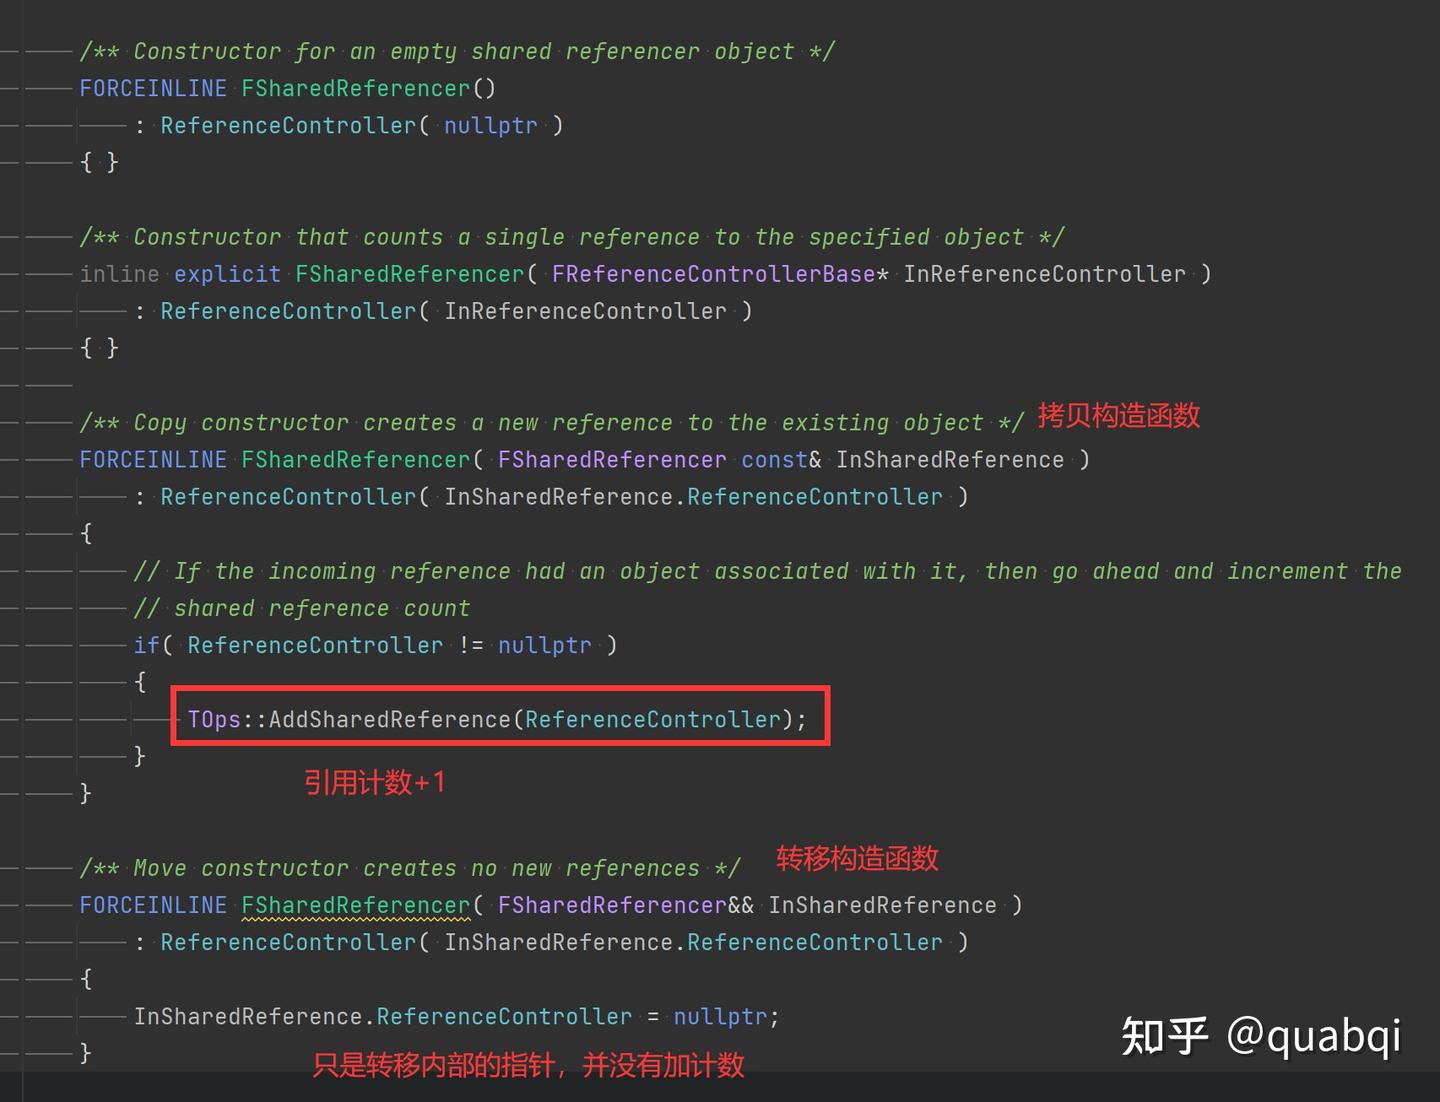 /** Constructor for an empty shared referencer object */
FORCEINLINE FSharedReferencer()
: ReferenceController( nullptr )
{ }
/** Constructor that counts a single reference to the specified object */
inline explicit FSharedReferencer( FReferenceControllerBase* InReferenceController )
: ReferenceController( InReferenceController )
{ }
/** Copy constructor creates a new reference to the existing object */ 拷贝构造函数
FORCEINLINE FSharedReferencer( FSharedReferencer const& InSharedReference )
: ReferenceController( InSharedReference.ReferenceController )
{
// If the incoming reference had an object associated with it, then go ahead and increment the
// shared reference count
if( ReferenceController != nullptr )
{
TOps::AddSharedReference(ReferenceController);
}
引用计数+1
}
/** Move constructor creates no new references */ 转移构造函数
FORCEINLINE FSharedReferencer( FSharedReferencer&& InSharedReference )
: ReferenceController( InSharedReference.ReferenceController )
{
InSharedReference.ReferenceController = nullptr;
}
只是转移内部的指针，并没有加计数
知乎 @quabqi